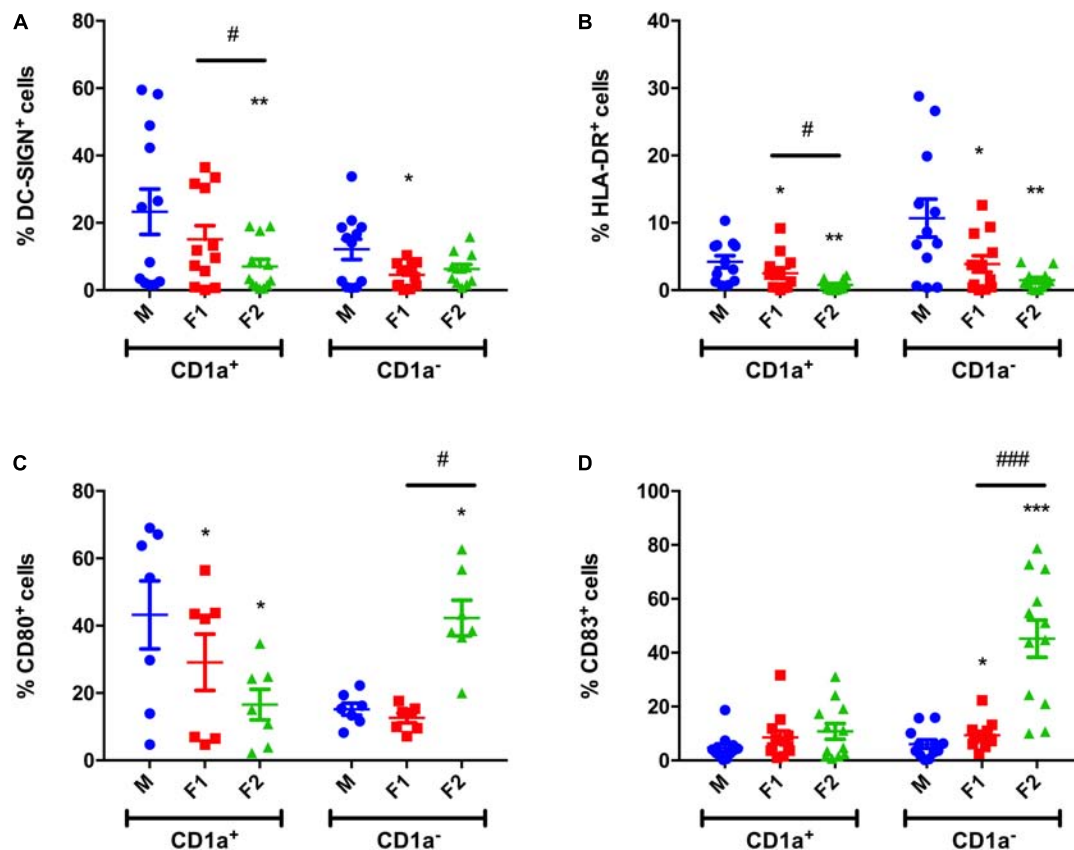 A
% DC-SIGN⁺ cells
80
60
40
20
0
#
**
*
M
F1
F2
M
F1
F2
CD1a⁺
CD1a⁻
B
% HLA-DR⁺ cells
40
30
20
10
0
#
*
**
*
**
M
F1
F2
M
F1
F2
CD1a⁺
CD1a⁻
C
% CD80⁺ cells
80
60
40
20
0
*
*
#
*
M
F1
F2
M
F1
F2
CD1a⁺
CD1a⁻
D
% CD83⁺ cells
100
80
60
40
20
0
###
***
*
M
F1
F2
M
F1
F2
CD1a⁺
CD1a⁻